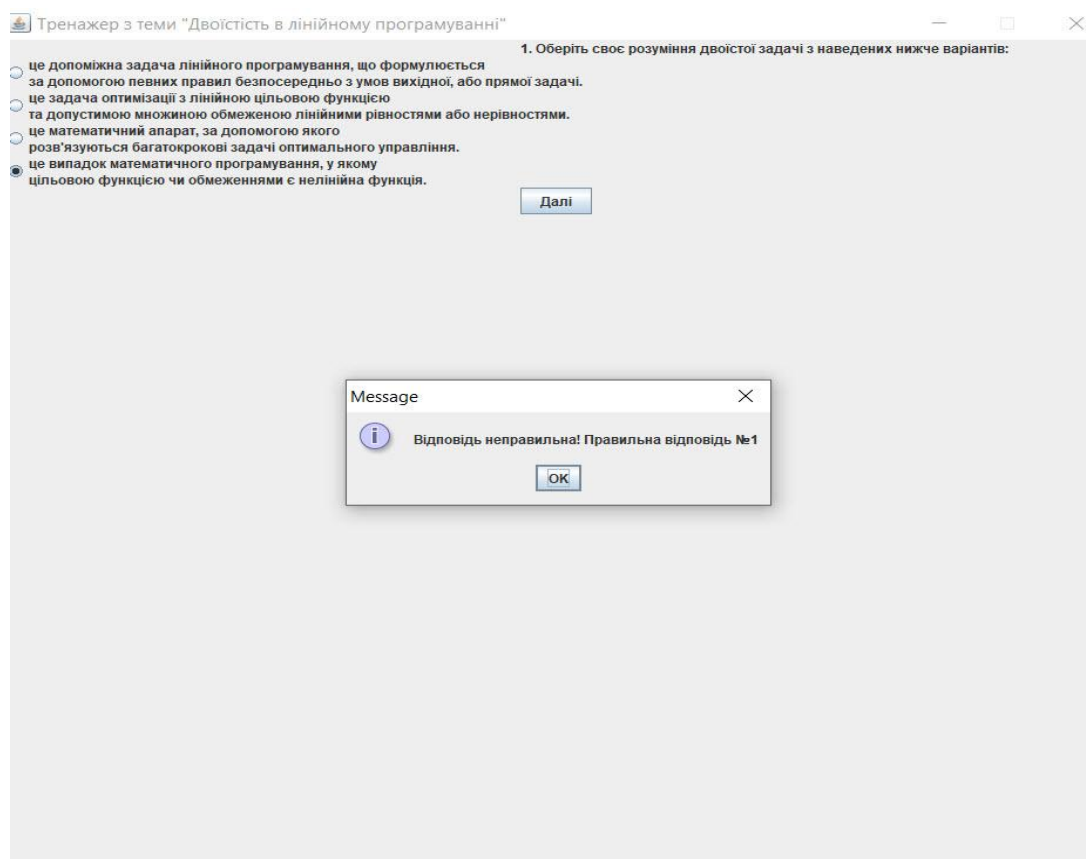 Тренажер з теми "Двоїстість в лінійному програмуванні"
1. Оберіть своє розуміння двоїстої задачі з наведених нижче варіантів:
це допоміжна задача лінійного програмування, що формулюється
за допомогою певних правил безпосередньо з умов вихідної, або прямої задачі.
це задача оптимізації з лінійною цільовою функцією
та допустимою множиною обмеженою лінійними рівностями або нерівностями.
це математичний апарат, за допомогою якого
розв'язуються багатокрокові задачі оптимального управління.
це випадок математичного програмування, у якому
цільовою функцією чи обмеженнями є нелінійна функція.
Далі
Message
Відповідь неправильна! Правильна відповідь №1
OK